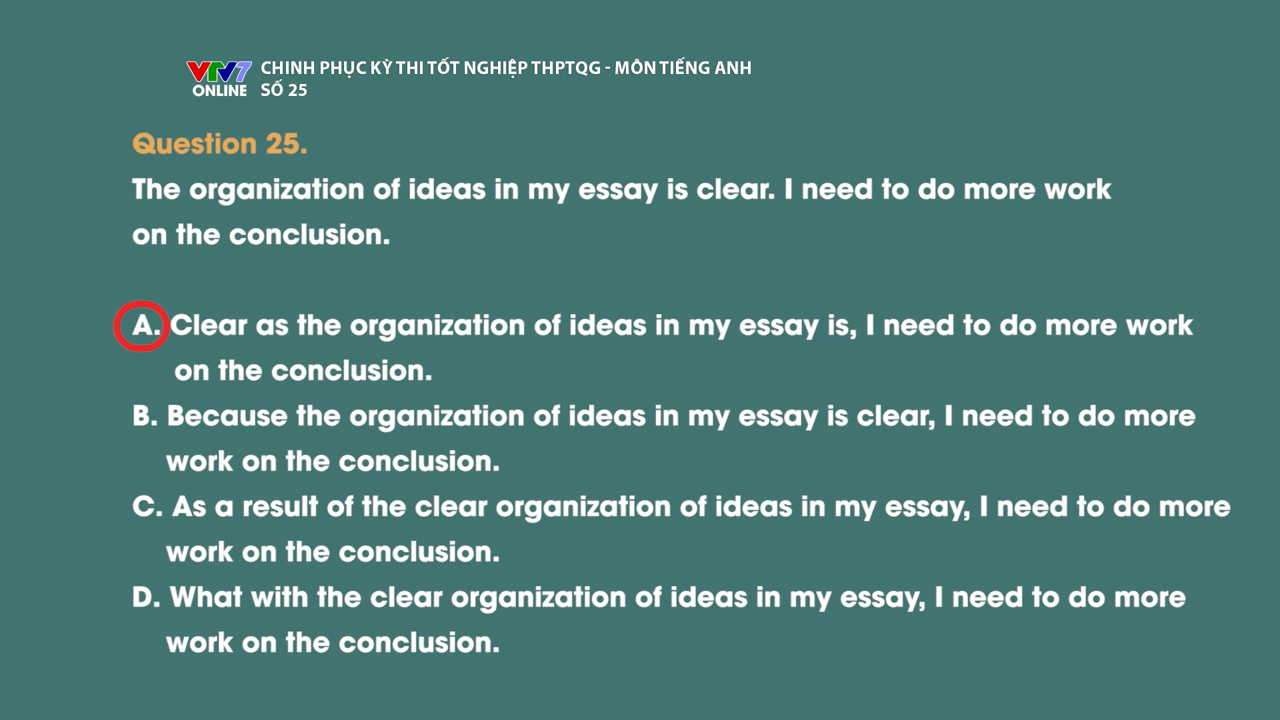 VTV7
ONLINE
CHINH PHỤC KỲ THI TỐT NGHIỆP THPTQG - MÔN TIẾNG ANH
SỐ 25
Question 25.
The organization of ideas in my essay is clear. I need to do more work
on the conclusion.
A. Clear as the organization of ideas in my essay is, I need to do more work
on the conclusion.
B. Because the organization of ideas in my essay is clear, I need to do more
work on the conclusion.
C. As a result of the clear organization of ideas in my essay, I need to do more
work on the conclusion.
D. What with the clear organization of ideas in my essay, I need to do more
work on the conclusion.